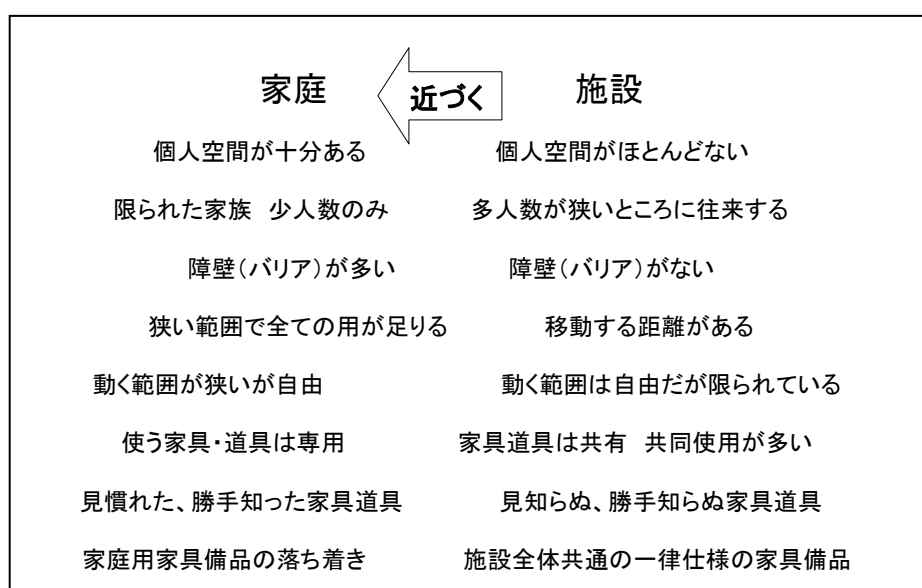 家庭 近づく 施設
個人空間が十分ある 個人空間がほとんどない
限られた家族 少人数のみ 多人数が狭いところに往来する
障壁(バリア)が多い 障壁(バリア)がない
狭い範囲で全ての用が足りる 移動する距離がある
動く範囲が狭いが自由 動く範囲は自由だが限られている
使う家具・道具は専用 家具道具は共有 共同使用が多い
見慣れた、勝手知った家具道具 見知らぬ、勝手知らぬ家具道具
家庭用家具備品の落ち着き 施設全体共通の一律仕様の家具備品